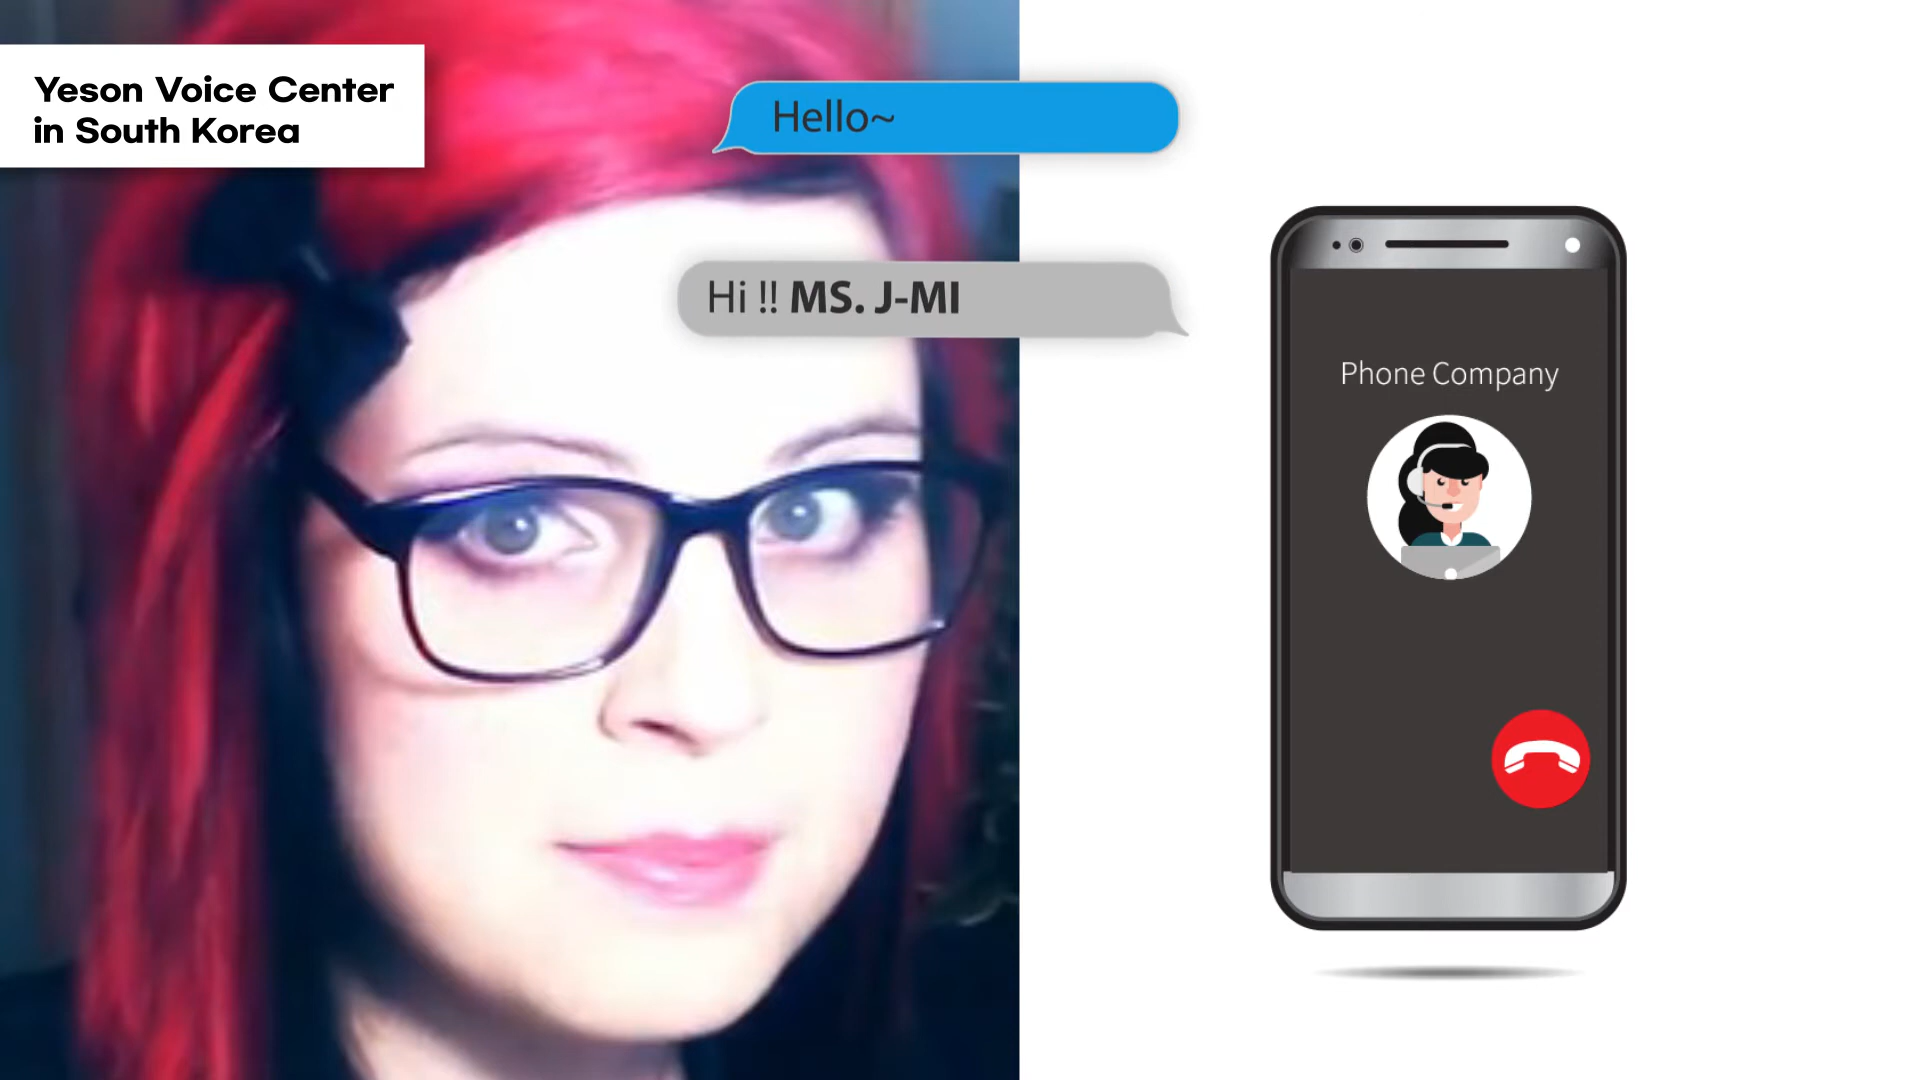 Yeson Voice Center
in South Korea
Hello~
Hi !! MS. J-MI
Phone Company